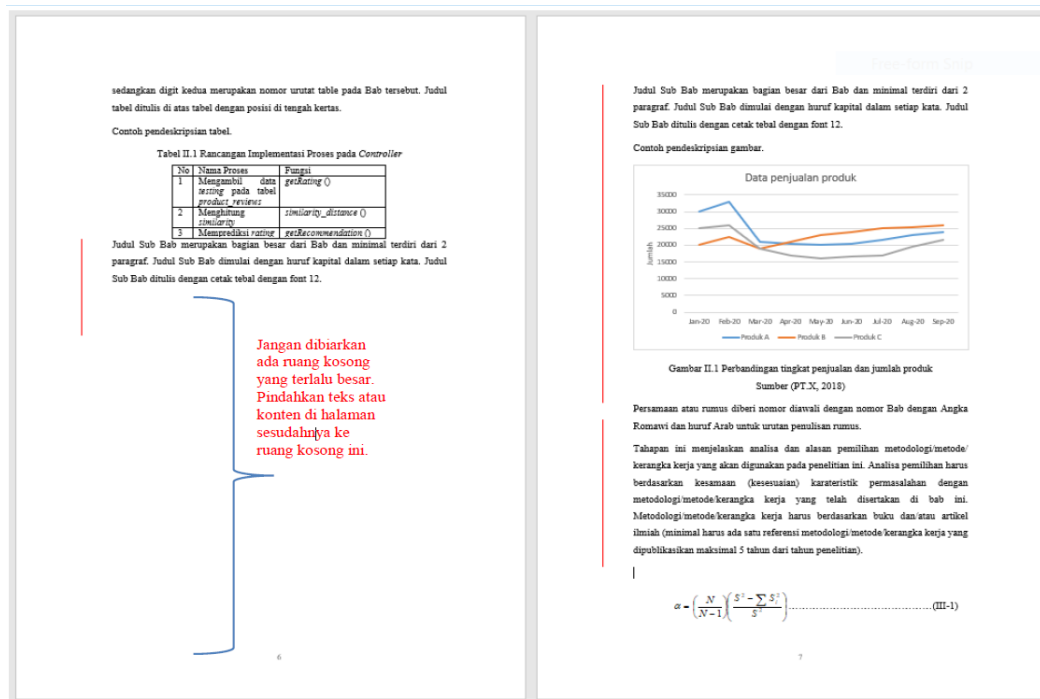 sedangkan digit kedua merupakan nomor urutat table pada Bab tersebut. Judul
tabel ditulis di atas tabel dengan posisi di tengah kertas.
Contoh pendeskripsian tabel.
Tabel II.1 Rancangan Implementasi Proses pada Controller
No Nama Proses Fungsi
1 Mengambil data getRating ()
testing pada tabel
product_reviews
2 Menghitung similarity_distance ()
similarity
3 Memprediksi rating getRecommendation ()
Judul Sub Bab merupakan bagian besar dari Bab dan minimal terdiri dari 2
paragraf. Judul Sub Bab dimulai dengan huruf kapital dalam setiap kata. Judul
Sub Bab ditulis dengan cetak tebal dengan font 12.
Jangan dibiarkan
ada ruang kosong
yang terlalu besar.
Pindahkan teks atau
konten di halaman
sesudahnya ke
ruang kosong ini.
6
Free-form Snip
Judul Sub Bab merupakan bagian besar dari Bab dan minimal terdiri dari 2
paragraf. Judul Sub Bab dimulai dengan huruf kapital dalam setiap kata. Judul
Sub Bab ditulis dengan cetak tebal dengan font 12.
Contoh pendeskripsian gambar.
Data penjualan produk
Jumlah
35000
30000
25000
20000
15000
10000
5000
0
Jan-20 Feb-20 Mar-20 Apr-20 May-20 Jun-20 Jul-20 Aug-20 Sep-20
Produk A Produk B Produk C
Gambar II.1 Perbandingan tingkat penjualan dan jumlah produk
Sumber (PT.X, 2018)
Persamaan atau rumus diberi nomor diawali dengan nomor Bab dengan Angka
Romawi dan huruf Arab untuk urutan penulisan rumus.
Tahapan ini menjelaskan analisa dan alasan pemilihan metodologi/metode/
kerangka kerja yang akan digunakan pada penelitian ini. Analisa pemilihan harus
berdasarkan kesamaan (kesesuaian) karateristik permasalahan dengan
metodologi/metode/kerangka kerja yang telah disertakan di bab ini.
Metodologi/metode/kerangka kerja harus berdasarkan buku dan/atau artikel
ilmiah (minimal harus ada satu referensi metodologi/metode/kerangka kerja yang
dipublikasikan maksimal 5 tahun dari tahun penelitian).
α = (N / N − 1) (S² − ∑ Sᵢ² / S²) ........................................(III-1)
7